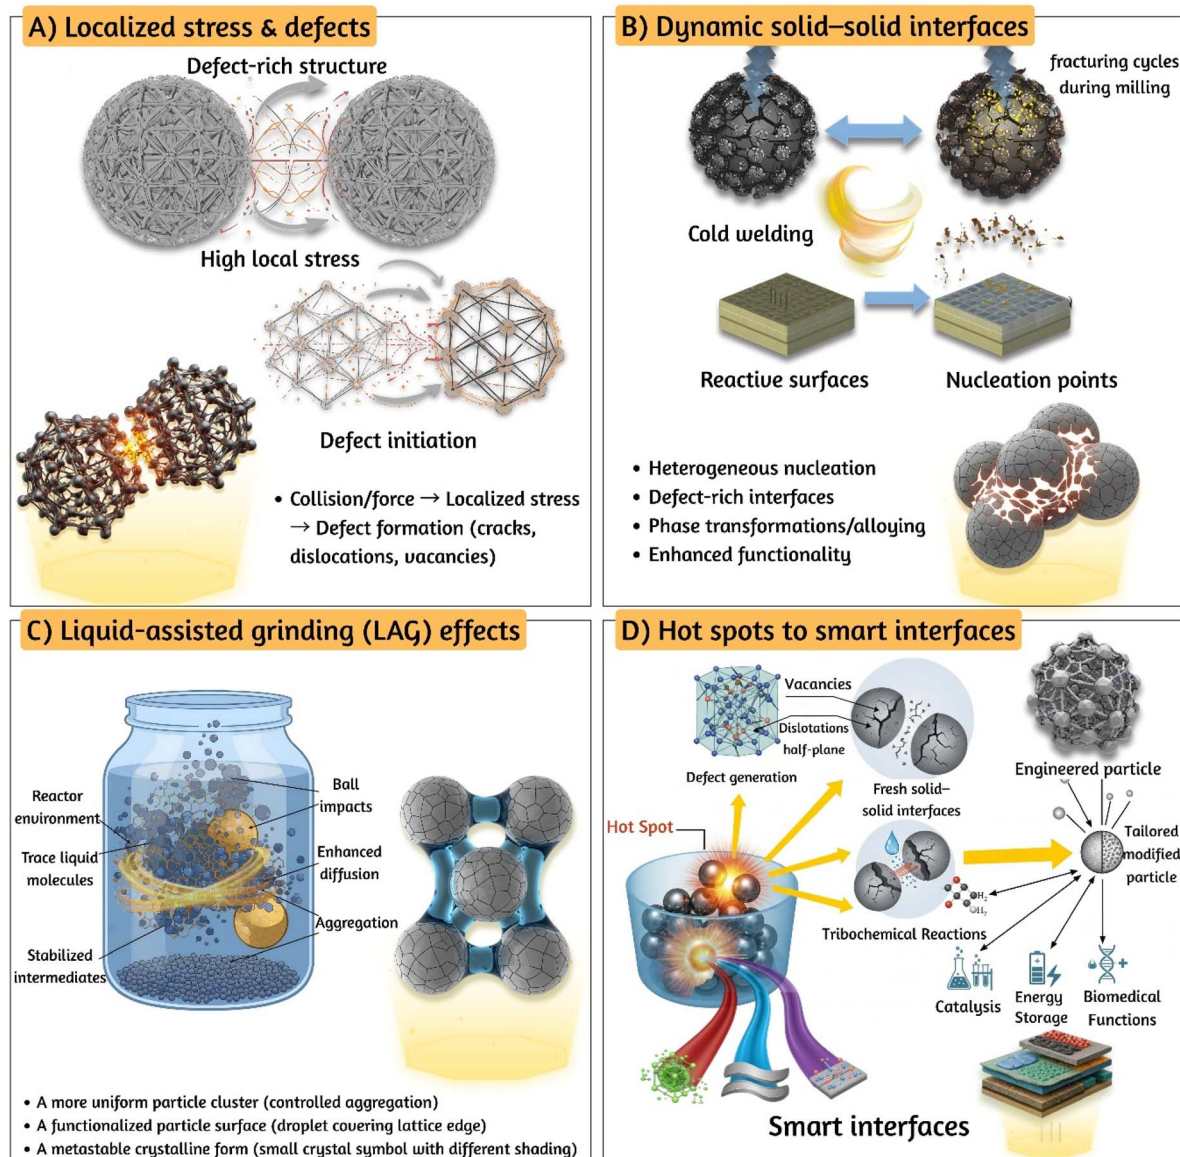 A) Localized stress & defects
Defect-rich structure
High local stress
Defect initiation
• Collision/force → Localized stress
→ Defect formation (cracks,
dislocations, vacancies)
B) Dynamic solid–solid interfaces
fracturing cycles
during milling
Cold welding
Reactive surfaces
Nucleation points
• Heterogeneous nucleation
• Defect-rich interfaces
• Phase transformations/alloying
• Enhanced functionality
C) Liquid-assisted grinding (LAG) effects
Reactor
environment
Trace liquid
molecules
Stabilized
intermediates
Ball
impacts
Enhanced
diffusion
Aggregation
• A more uniform particle cluster (controlled aggregation)
• A functionalized particle surface (droplet covering lattice edge)
• A metastable crystalline form (small crystal symbol with different shading)
D) Hot spots to smart interfaces
Vacancies
Dislotations
half-plane
Defect generation
Fresh solid–
solid interfaces
Engineered particle
Hot Spot
Tailored
modified
particle
Tribochemical Reactions
Catalysis
Energy
Storage
Biomedical
Functions
Smart interfaces